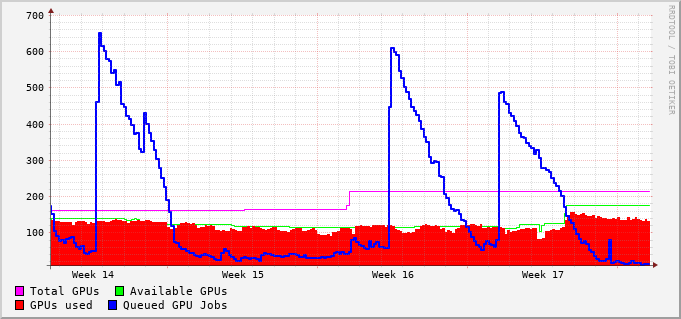 700
600
500
400
300
200
100
Week 14 Week 15 Week 16 Week 17
Total GPUs Available GPUs
GPUs used Queued GPU Jobs
RRDTOOL / TOBI OETIKER